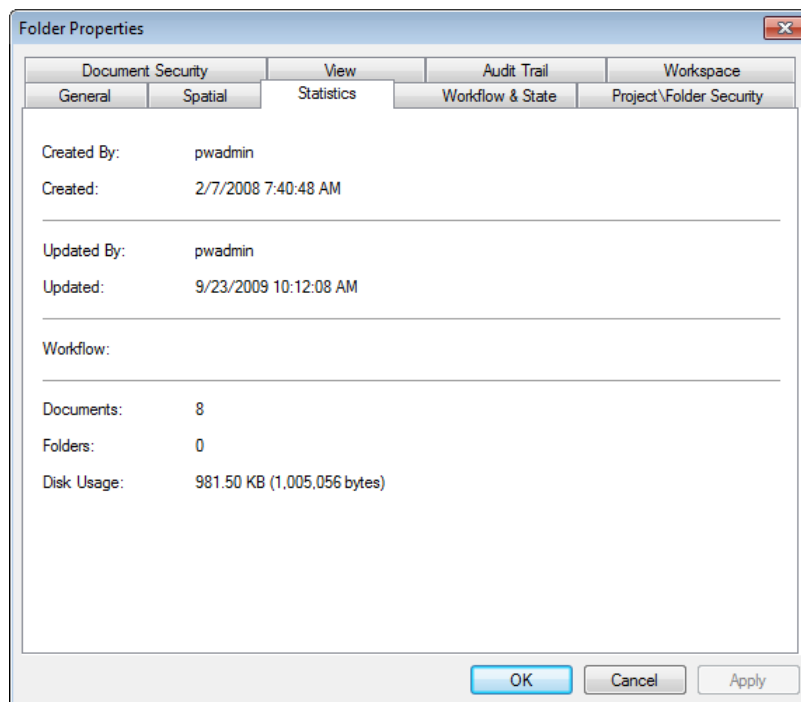 Folder Properties
Document Security View Audit Trail Workspace
General Spatial Statistics Workflow & State Project\Folder Security
Created By: pwadmin
Created: 2/7/2008 7:40:48 AM
Updated By: pwadmin
Updated: 9/23/2009 10:12:08 AM
Workflow:
Documents: 8
Folders: 0
Disk Usage: 981.50 KB (1,005,056 bytes)
OK Cancel Apply